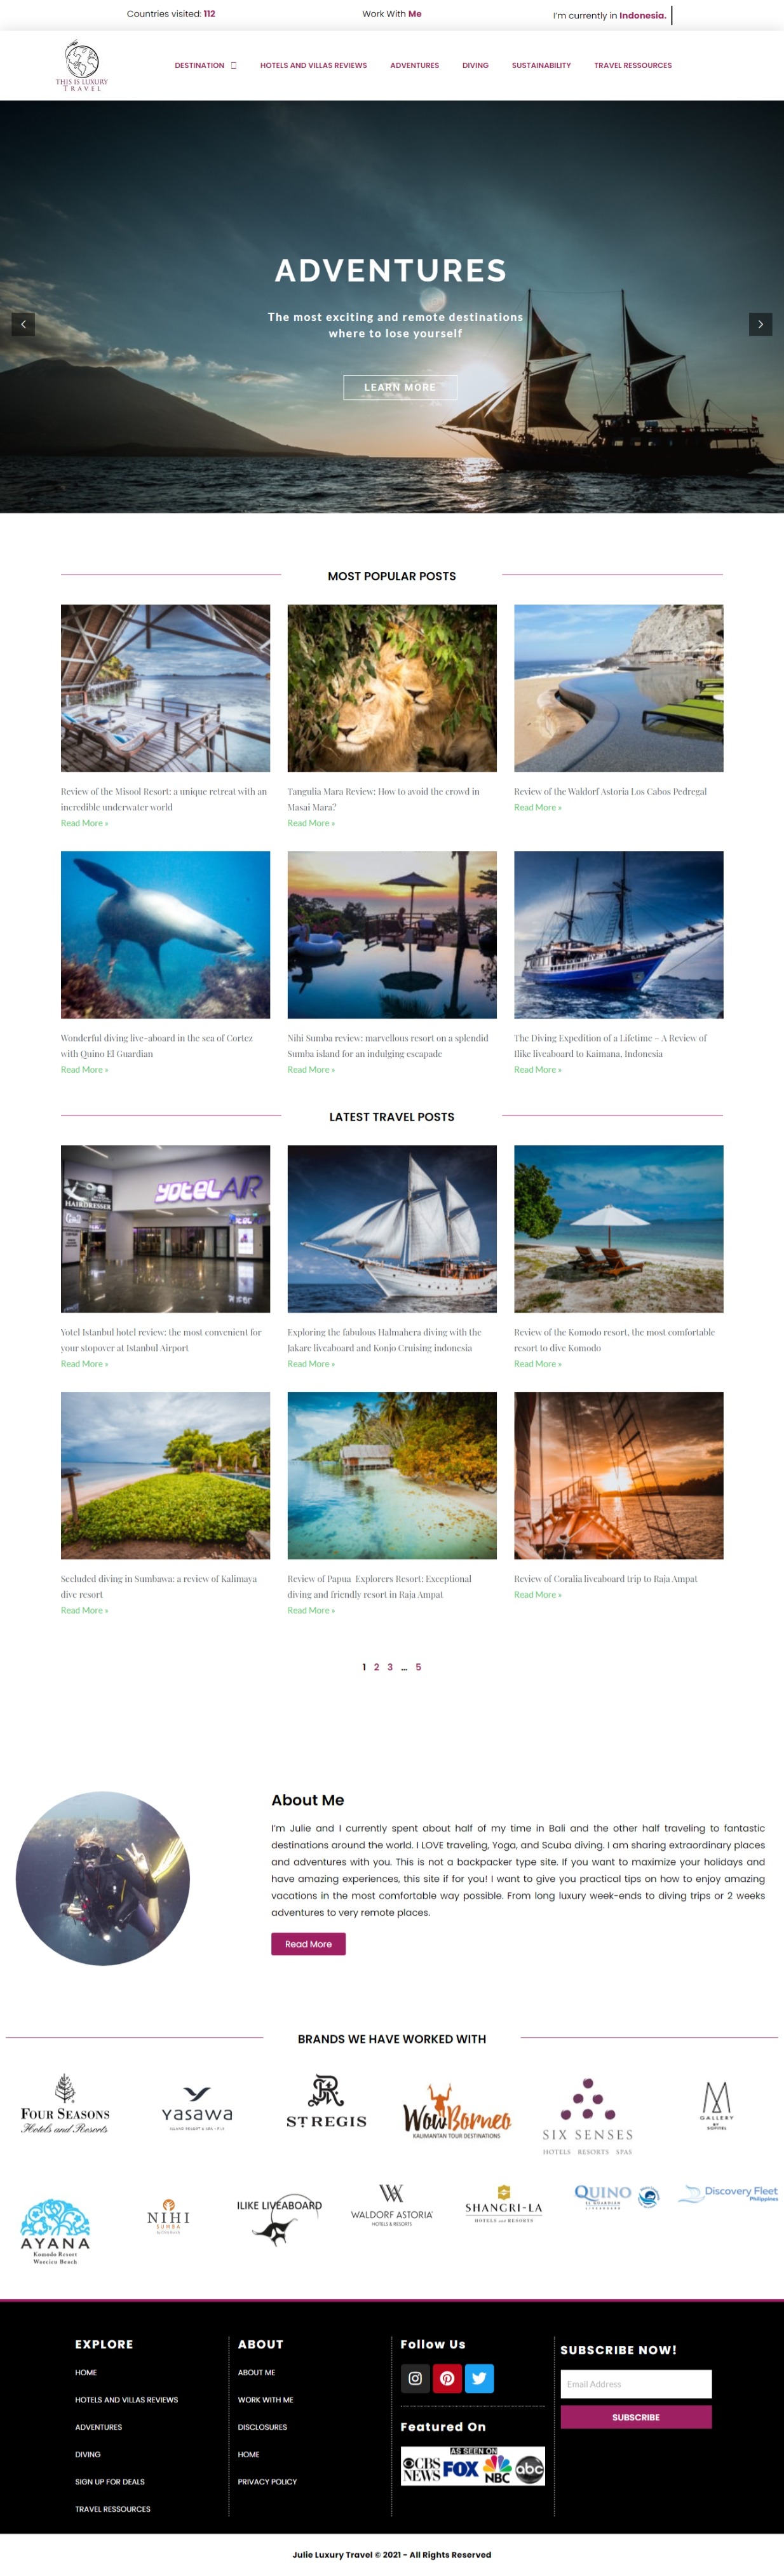 Countries visited: 112
Work With Me
I'm currently in Indonesia.
THIS IS LUXURY
TRAVEL
DESTINATION
HOTELS AND VILLAS REVIEWS
ADVENTURES
DIVING
SUSTAINABILITY
TRAVEL RESSOURCES
ADVENTURES
The most exciting and remote destinations
where to lose yourself
LEARN MORE
MOST POPULAR POSTS
Review of the Misool Resort: a unique retreat with an
incredible underwater world
Read More »
Tangulia Mara Review: How to avoid the crowd in
Masai Mara?
Read More »
Review of the Waldorf Astoria Los Cabos Pedregal
Read More »
Wonderful diving live-aboard in the sea of Cortez
with Quino El Guardian
Read More »
Nihi Sumba review: marvellous resort on a splendid
Sumba island for an indulging escapade
Read More »
The Diving Expedition of a Lifetime – A Review of
Ilike liveaboard to Kaimana, Indonesia
Read More »
LATEST TRAVEL POSTS
HAIRDRESSER
YOTELAIR
Yotel Istanbul hotel review: the most convenient for
your stopover at Istanbul Airport
Read More »
Exploring the fabulous Halmahera diving with the
Jakare liveaboard and Konjo Cruising indonesia
Read More »
Review of the Komodo resort, the most comfortable
resort to dive Komodo
Read More »
Secluded diving in Sumbawa: a review of Kalimaya
dive resort
Read More »
Review of Papua Explorers Resort: Exceptional
diving and friendly resort in Raja Ampat
Read More »
Review of Coralia liveaboard trip to Raja Ampat
Read More »
1 2 3 … 5
About Me
I'm Julie and I currently spent about half of my time in Bali and the other half traveling to fantastic
destinations around the world. I LOVE traveling, Yoga, and Scuba diving. I am sharing extraordinary places
and adventures with you. This is not a backpacker type site. If you want to maximize your holidays and
have amazing experiences, this site if for you! I want to give you practical tips on how to enjoy amazing
vacations in the most comfortable way possible. From long luxury week-ends to diving trips or 2 weeks
adventures to very remote places.
Read More
BRANDS WE HAVE WORKED WITH
FOUR SEASONS
Hotels and Resorts
yasawa
ISLAND RESORT & SPA • FIJI
ST REGIS
WowBorneo
KALIMANTAN TOUR DESTINATIONS
SIX SENSES
HOTELS RESORTS SPAS
M
GALLERY
BY
SOFITEL
AYANA
Komodo Resort
Waecicu Beach
NIHI
SUMBA
ILIKE LIVEABOARD
WALDORF ASTORIA
HOTELS & RESORTS
SHANGRI-LA
HOTELS and RESORTS
QUINO
EL GUARDIAN
LIVEABOARD
Discovery Fleet
Philippines
EXPLORE
HOME
HOTELS AND VILLAS REVIEWS
ADVENTURES
DIVING
SIGN UP FOR DEALS
TRAVEL RESSOURCES
ABOUT
ABOUT ME
WORK WITH ME
DISCLOSURES
HOME
PRIVACY POLICY
Follow Us
Featured On
AS SEEN ON
CBS NEWS FOX NBC abc
SUBSCRIBE NOW!
Email Address
SUBSCRIBE
Julie Luxury Travel © 2021 - All Rights Reserved